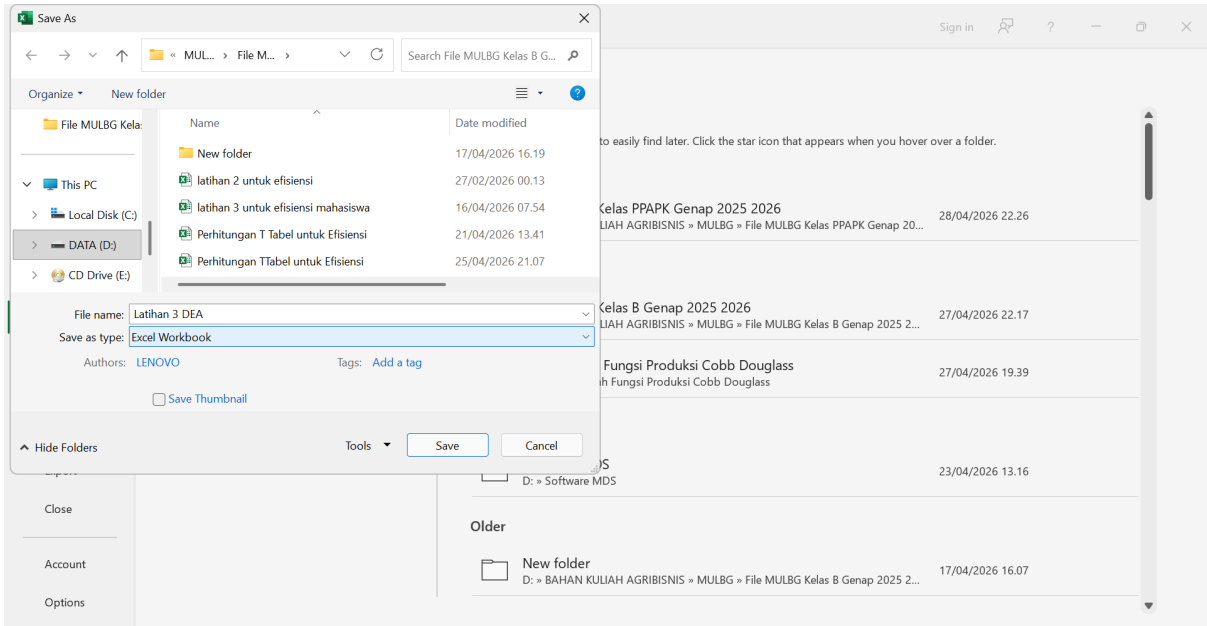 Save As
Sign in
?
« MUL... › File M... ›
Search File MULBG Kelas B G...
Organize
New folder
?
File MULBG Kelas
Name
Date modified
to easily find later. Click the star icon that appears when you hover over a folder.
New folder
17/04/2026 16.19
This PC
latihan 2 untuk efisiensi
27/02/2026 00.13
Local Disk (C:)
latihan 3 untuk efisiensi mahasiswa
16/04/2026 07.54
Kelas PPAPK Genap 2025 2026
LIAH AGRIBISNIS » MULBG » File MULBG Kelas PPAPK Genap 20...
28/04/2026 22.26
DATA (D:)
Perhitungan T Tabel untuk Efisiensi
21/04/2026 13.41
CD Drive (E:)
Perhitungan TTabel untuk Efisiensi
25/04/2026 21.07
File name: Latihan 3 DEA
Kelas B Genap 2025 2026
LIAH AGRIBISNIS » MULBG » File MULBG Kelas B Genap 2025 2...
27/04/2026 22.17
Save as type: Excel Workbook
Authors: LENOVO
Tags: Add a tag
Fungsi Produksi Cobb Douglass
h Fungsi Produksi Cobb Douglass
27/04/2026 19.39
Save Thumbnail
Hide Folders
Tools
Save
Cancel
DS
D: » Software MDS
23/04/2026 13.16
Export
Close
Older
Account
New folder
D: » BAHAN KULIAH AGRIBISNIS » MULBG » File MULBG Kelas B Genap 2025 2...
17/04/2026 16.07
Options